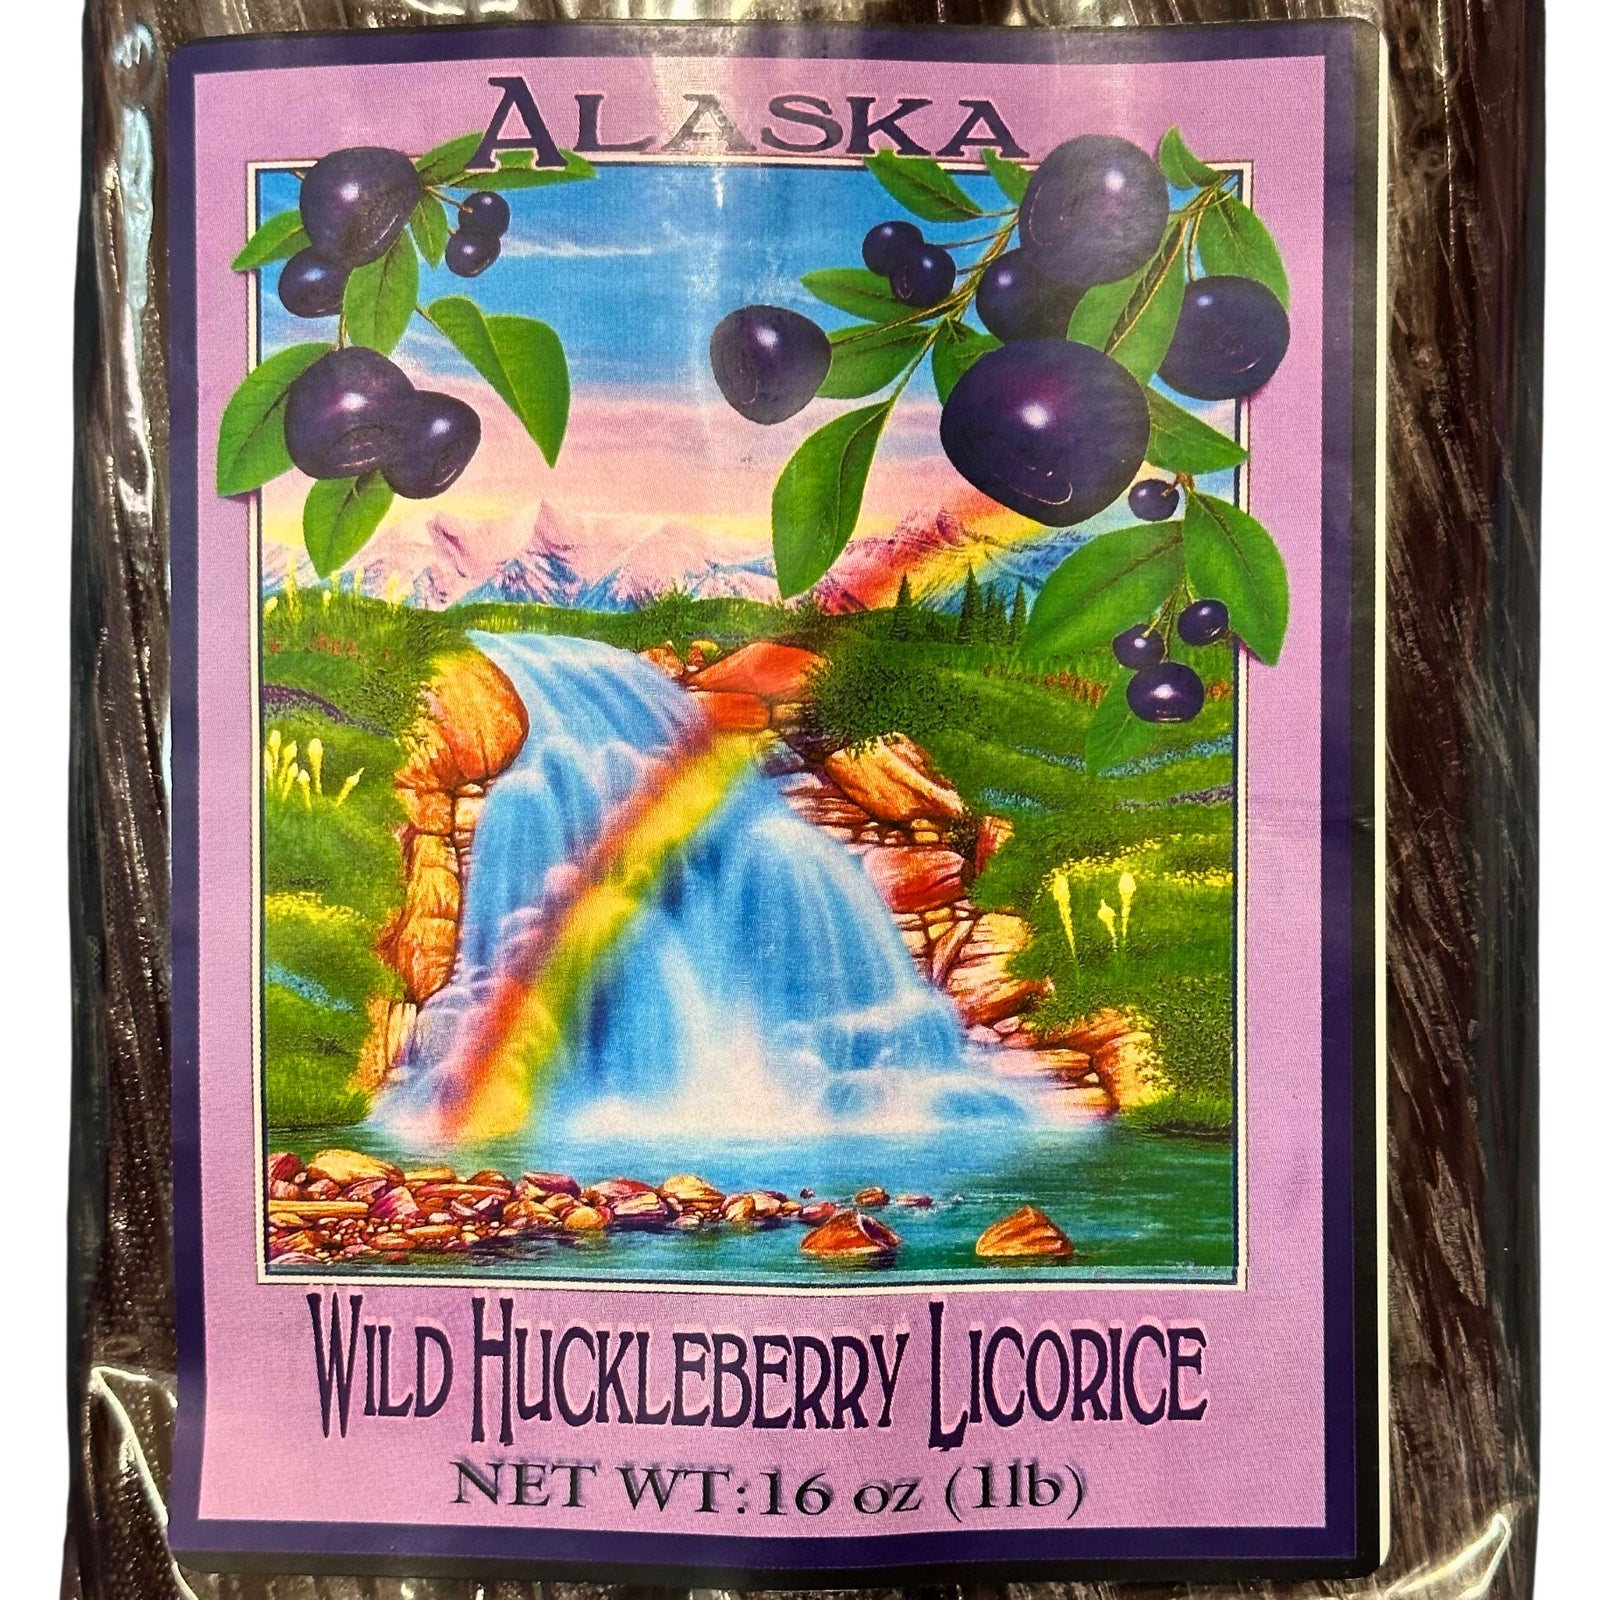 ALASKA
WILD HUCKLEBERRY LICORICE
NET WT:16 oz (1lb)